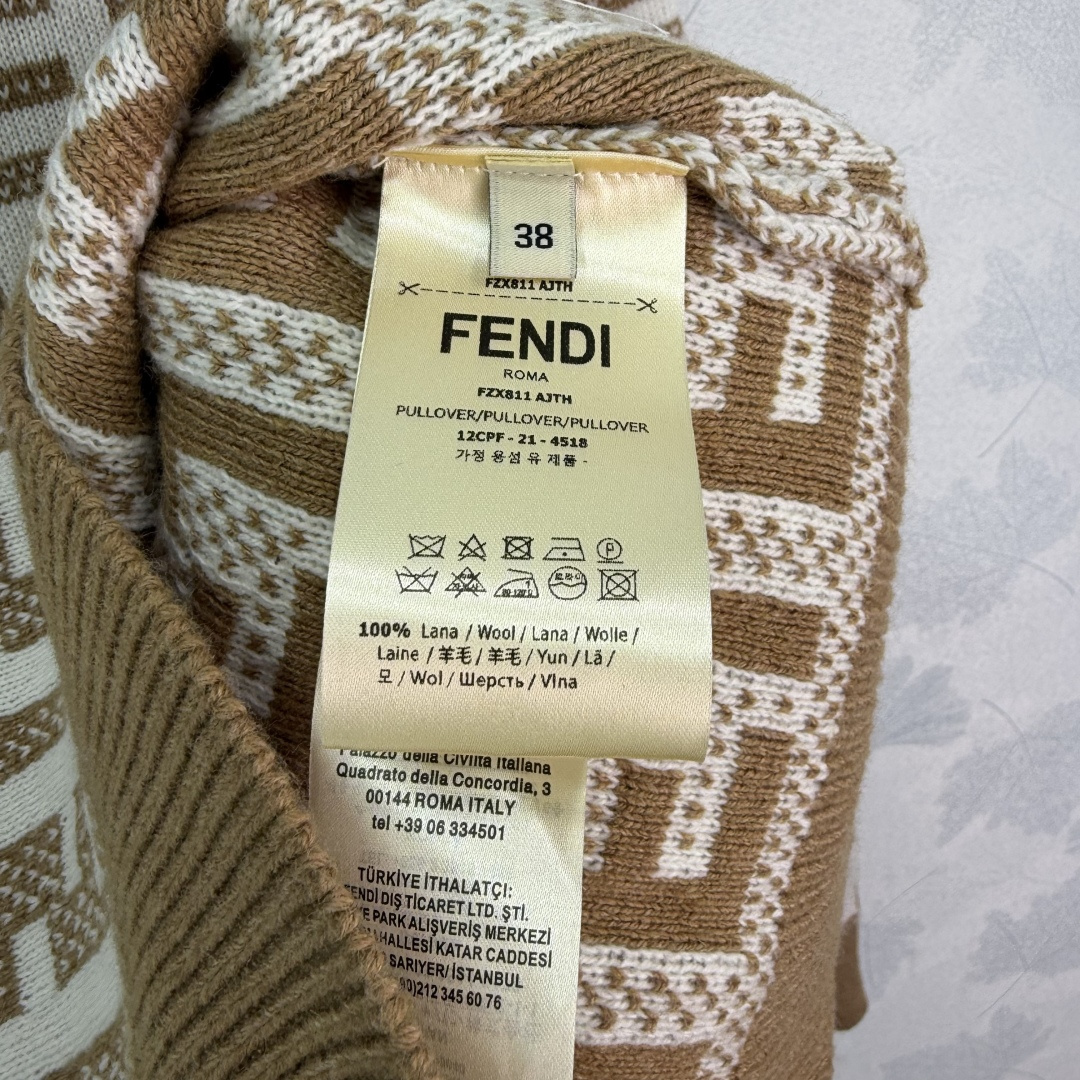 38
FZX811 AJTH
FENDI
ROMA
FZX811 AJTH
PULLOVER/PULLOVER/PULLOVER
12CPF - 21 - 4518
가정 용 섬 유 제품 -
P
100% Lana / Wool / Lana / Wolle /
Laine / 羊毛 / 羊毛 / Yun / Lã /
모 / Wol / Шерсть / Vlna
Palazzo della Civiltà Italiana
Quadrato della Concordia, 3
00144 ROMA ITALY
tel +39 06 334501
TÜRKİYE İTHALATÇI:
FENDİ DIŞ TİCARET LTD. ŞTİ.
PARK ALIŞVERİŞ MERKEZİ
KATAR CADDESİ
SARIYER/ İSTANBUL
)212 345 60 76